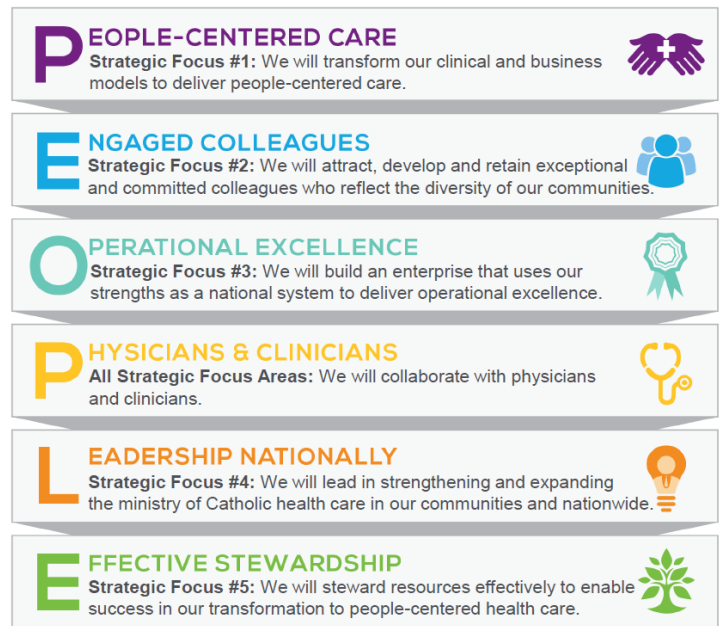 PEOPLE-CENTERED CARE
Strategic Focus #1: We will transform our clinical and business
models to deliver people-centered care.
ENGAGED COLLEAGUES
Strategic Focus #2: We will attract, develop and retain exceptional
and committed colleagues who reflect the diversity of our communities.
OPERATIONAL EXCELLENCE
Strategic Focus #3: We will build an enterprise that uses our
strengths as a national system to deliver operational excellence.
PHYSICIANS & CLINICIANS
All Strategic Focus Areas: We will collaborate with physicians
and clinicians.
LEADERSHIP NATIONALLY
Strategic Focus #4: We will lead in strengthening and expanding
the ministry of Catholic health care in our communities and nationwide.
EFFECTIVE STEWARDSHIP
Strategic Focus #5: We will steward resources effectively to enable
success in our transformation to people-centered health care.